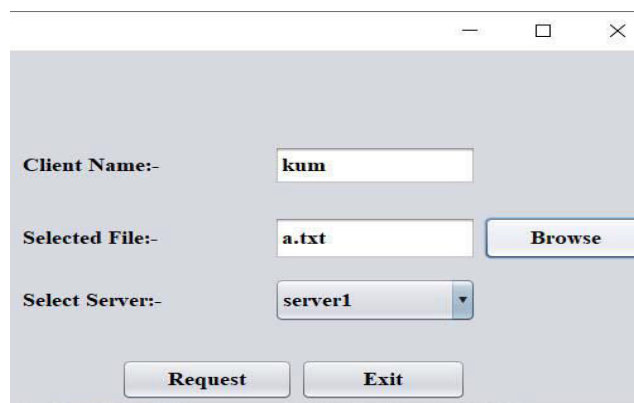 Client Name:- kum
Selected File:- a.txt Browse
Select Server:- server1
Request Exit